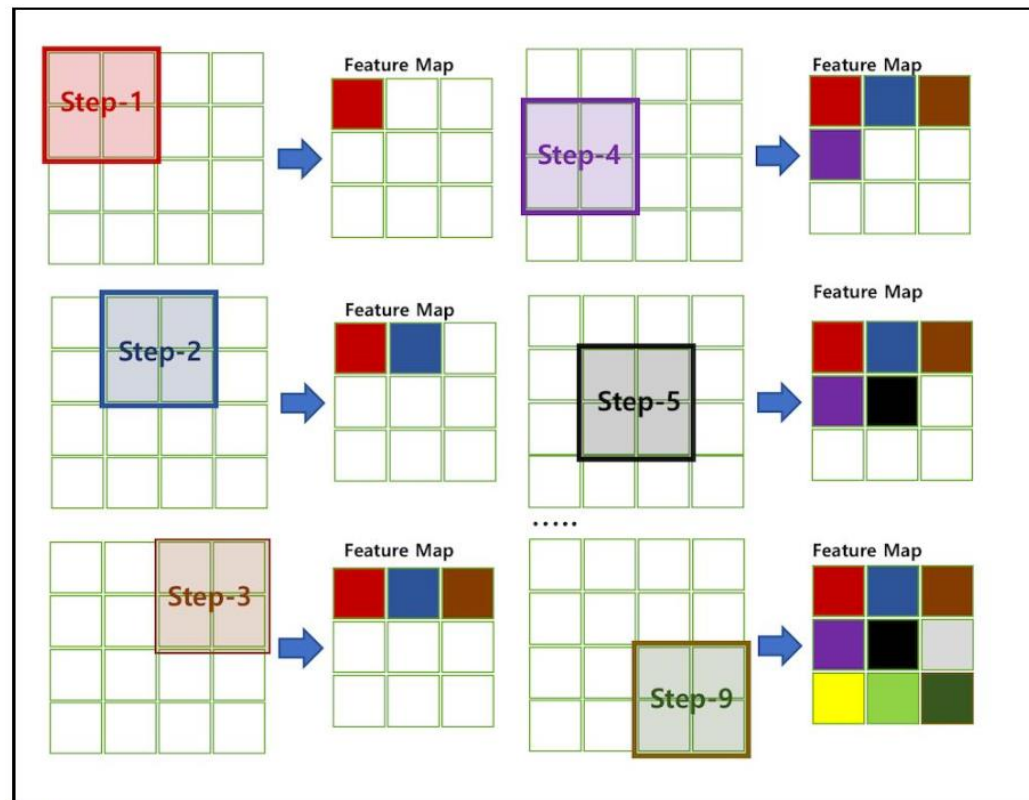 Feature Map
Step-1
Feature Map
Step-2
Feature Map
Step-3
Feature Map
Step-4
Feature Map
Step-5
.....
Feature Map
Step-9